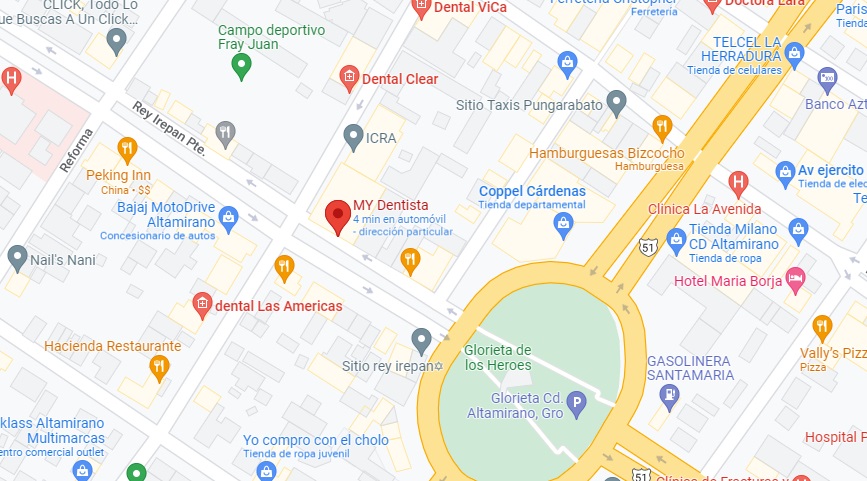 CLICK, Todo Lo
ue Buscas A Un Click...
Campo deportivo
Fray Juan
Dental ViCa
Ferretería Cristopher
Ferretería
Doctora Lara
Paris
Tienda
TELCEL LA
HERRADURA
Tienda de celulares
Dental Clear
Banco Azt
Sitio Taxis Pungarabato
Rey Irepan Pte.
Reforma
ICRA
Hamburguesas Bizcocho
Hamburguesa
Peking Inn
China • $$
Av ejercito
Tienda de elec
Te
Coppel Cárdenas
Tienda departamental
MY Dentista
4 min en automóvil
- dirección particular
Bajaj MotoDrive
Altamirano
Concesionario de autos
Clinica La Avenida
Tienda Milano
CD Altamirano
Tienda de ropa
51
Nail's Nani
Hotel Maria Borja
dental Las Americas
Hacienda Restaurante
Glorieta de
los Heroes
Sitio rey irepan✡
Vally's Pizz
Pizza
GASOLINERA
SANTAMARIA
Glorieta Cd.
Altamirano, Gro
P
klass Altamirano
Multimarcas
entro comercial outlet
Yo compro con el cholo
Tienda de ropa juvenil
Hospital P
51
Clínica de Fracturas y